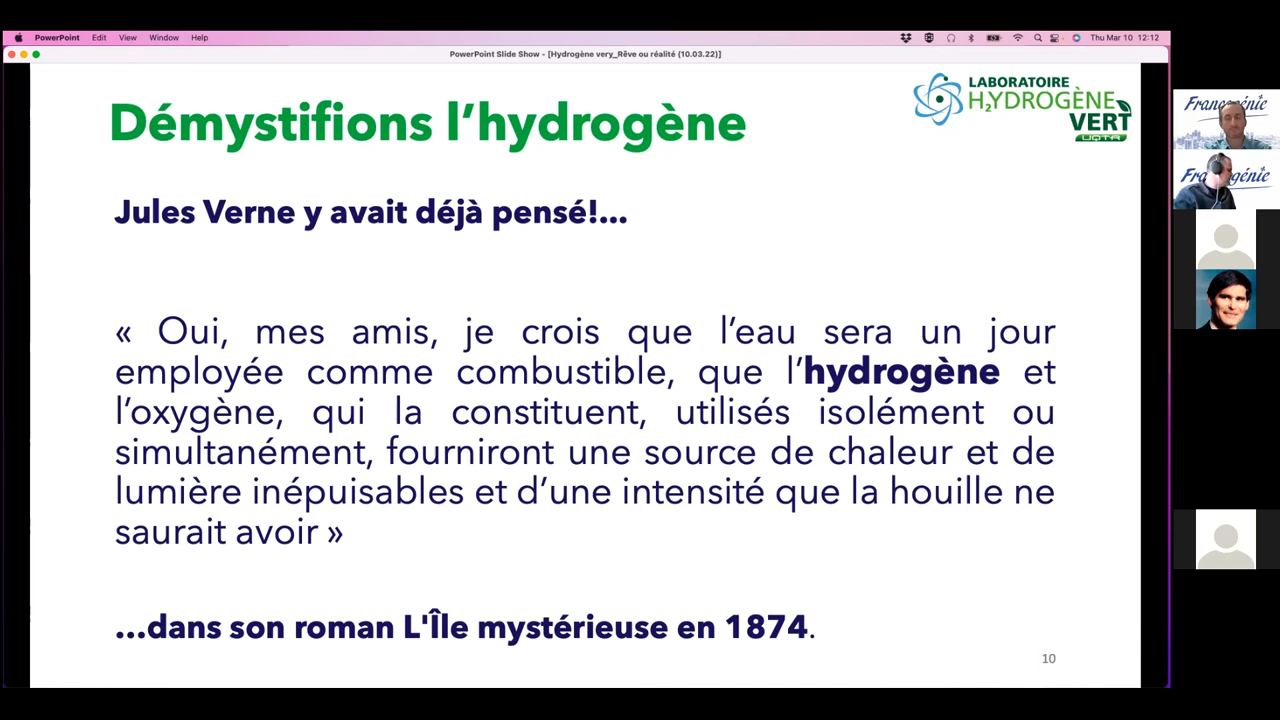 PowerPoint Edit View Window Help Thu Mar 10 12:12
PowerPoint Slide Show - [Hydrogène very_Rêve ou réalité (10.03.22)]
Démystifions l’hydrogène
LABORATOIRE
H2YDROGÈNE
VERT
UQTR
Jules Verne y avait déjà pensé!...
« Oui, mes amis, je crois que l’eau sera un jour
employée comme combustible, que l’hydrogène et
l’oxygène, qui la constituent, utilisés isolément ou
simultanément, fourniront une source de chaleur et de
lumière inépuisables et d’une intensité que la houille ne
saurait avoir »
...dans son roman L'Île mystérieuse en 1874.
10